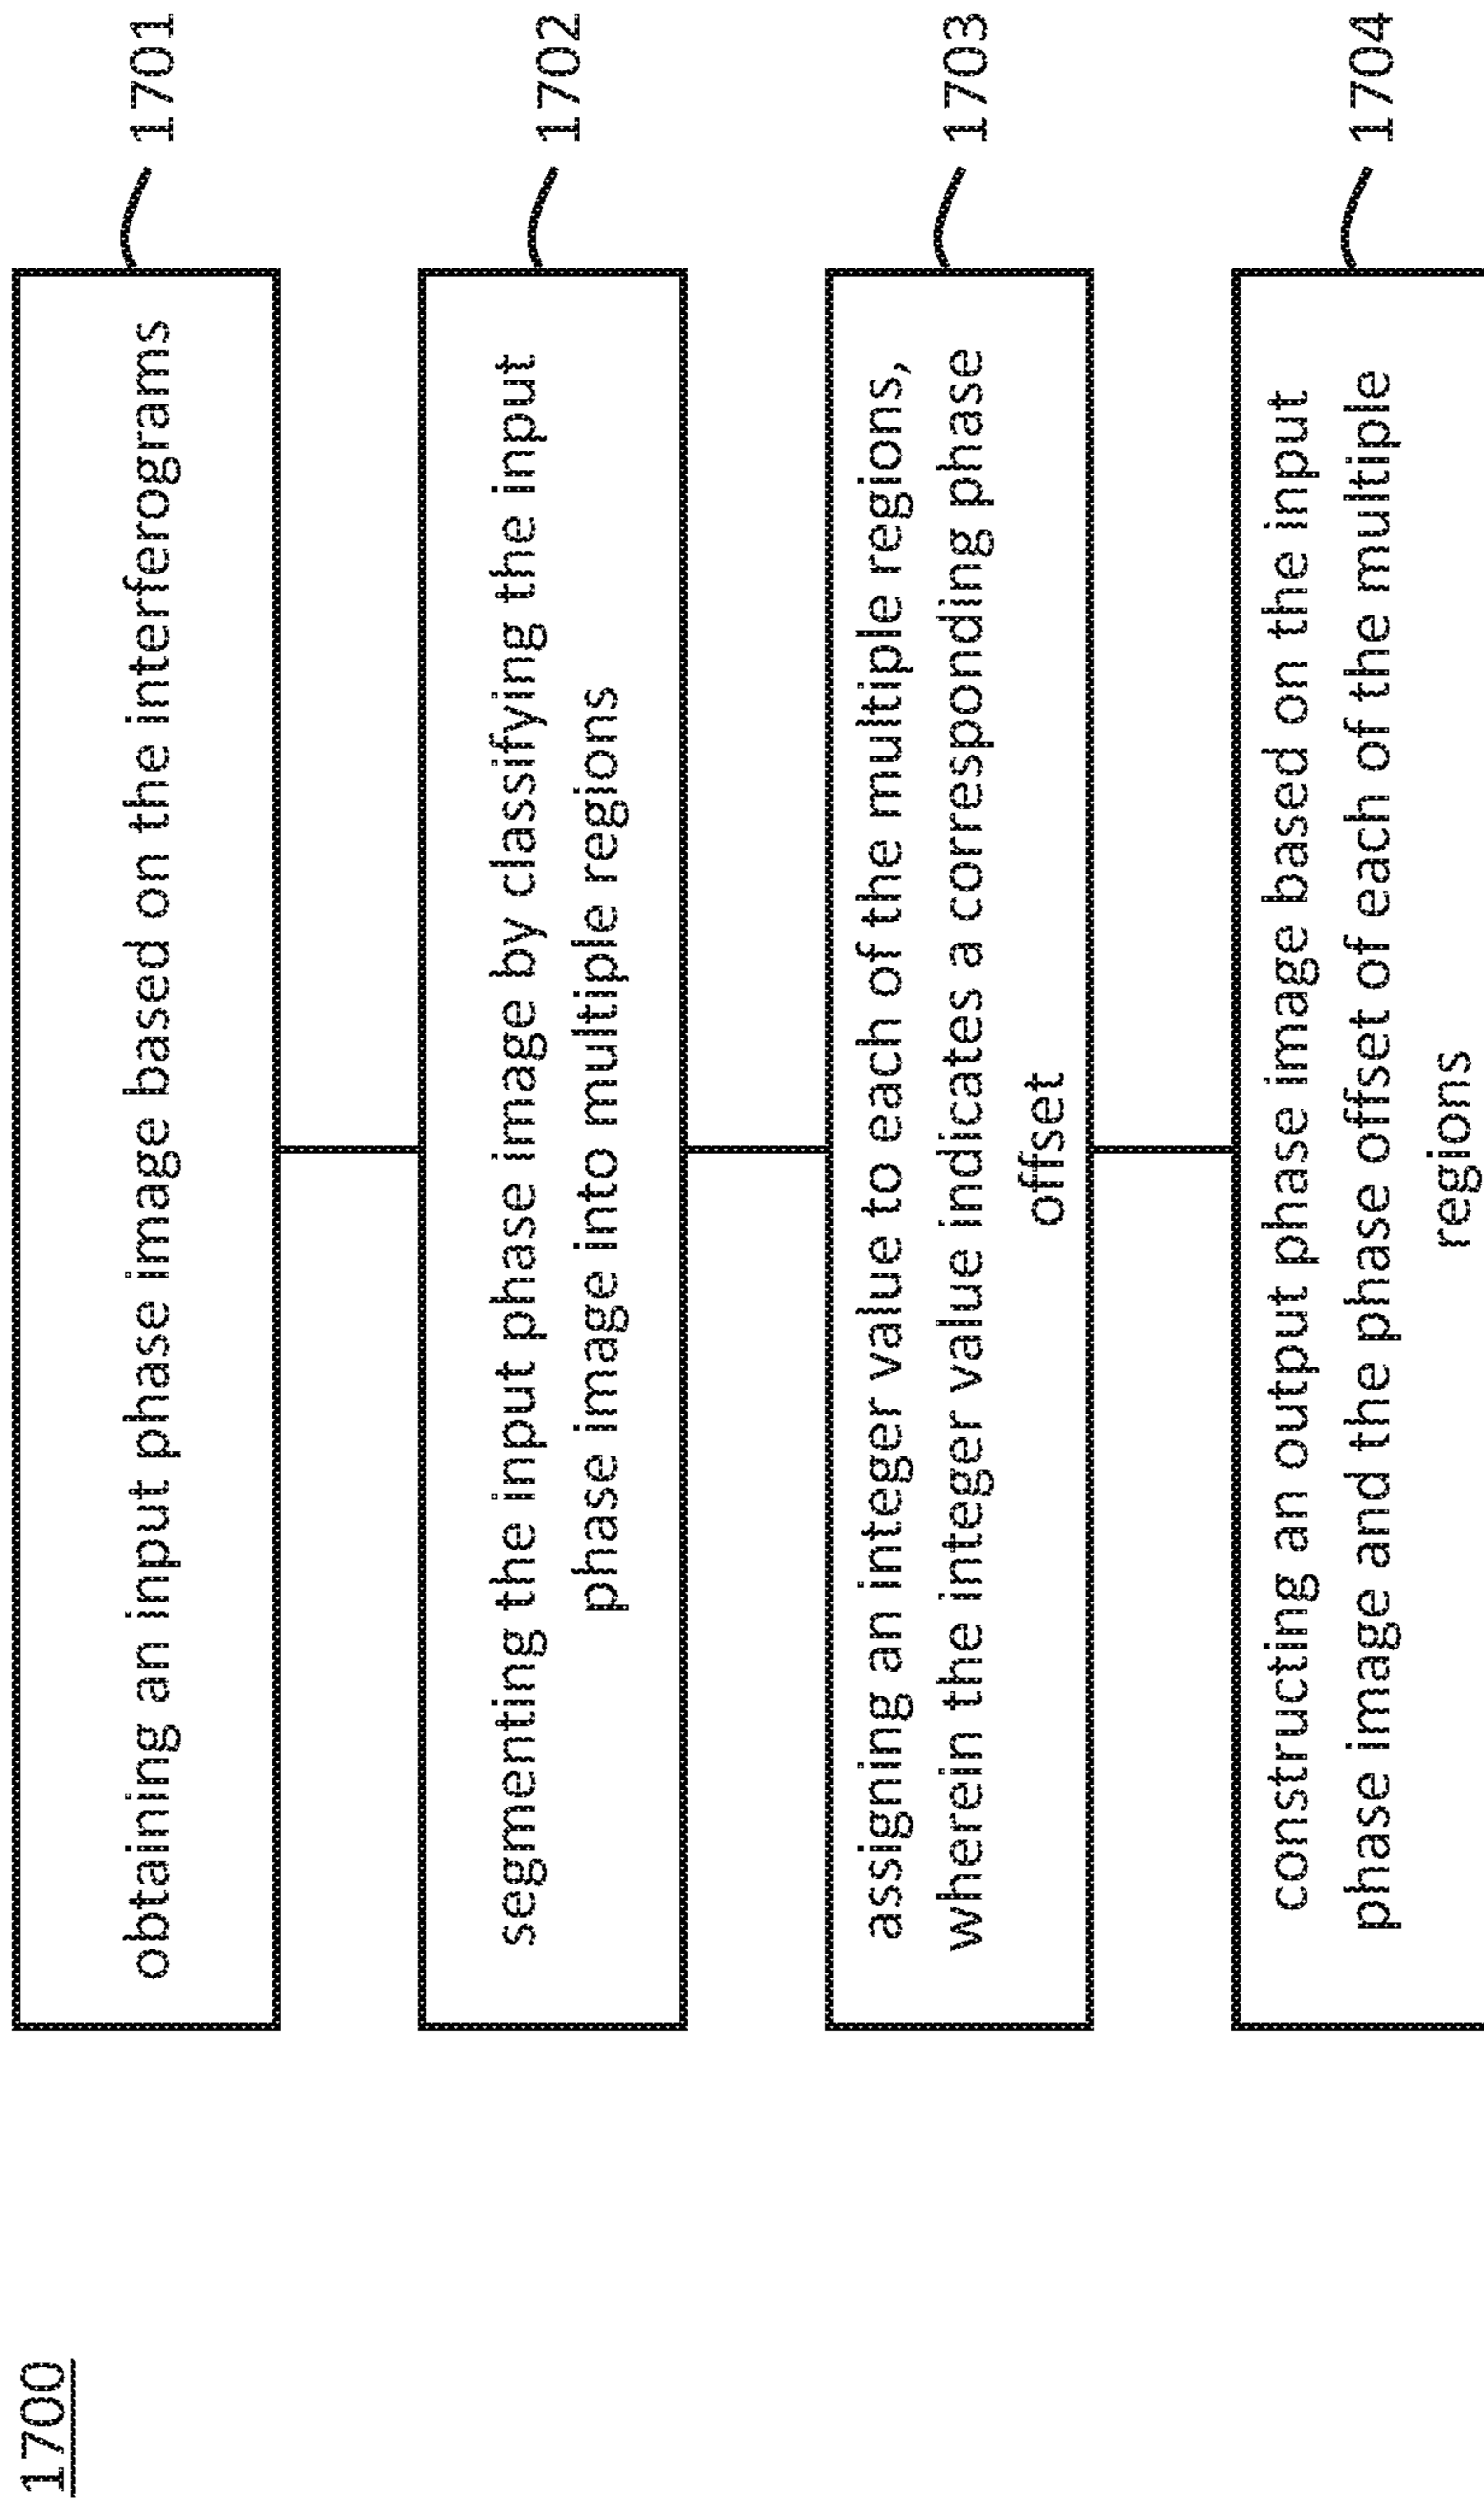 1700
obtaining an input phase image based on the interferograms
1701
segmenting the input phase image by classifying the input
phase image into multiple regions
1702
assigning an integer value to each of the multiple regions,
wherein the integer value indicates a corresponding phase
offset
1703
constructing an output phase image based on the input
phase image and the phase offset of each of the multiple
regions
1704